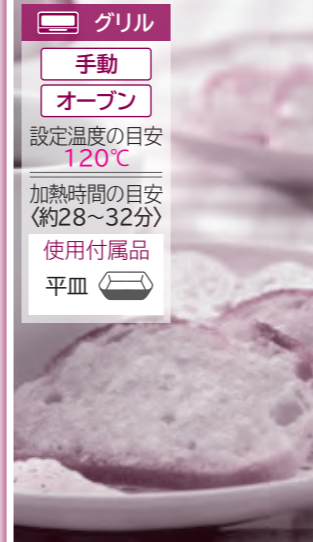 グリル
手動
オーブン
設定温度の目安
120℃
加熱時間の目安
〈約28～32分〉
使用付属品
平皿